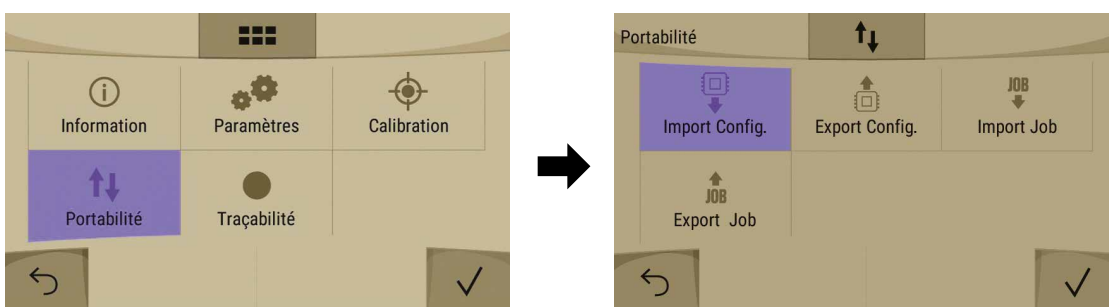 Information
Paramètres
Calibration
Portabilité
Traçabilité
Portabilité
Import Config.
Export Config.
JOB
Import Job
JOB
Export Job